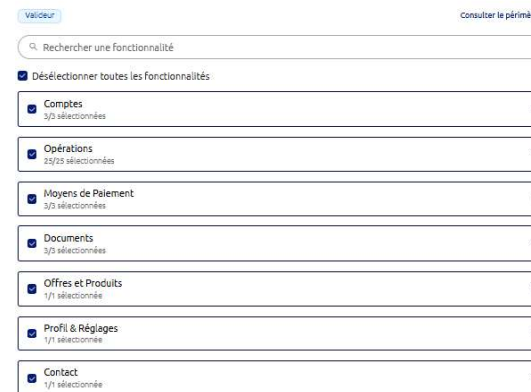 Valideur
Consulter le périmè
Rechercher une fonctionnalité
Désélectionner toutes les fonctionnalités
Comptes
3/3 sélectionnées
Opérations
25/25 sélectionnées
Moyens de Paiement
3/3 sélectionnées
Documents
3/3 sélectionnées
Offres et Produits
1/1 sélectionnée
Profil & Réglages
1/1 sélectionnée
Contact
1/1 sélectionnée